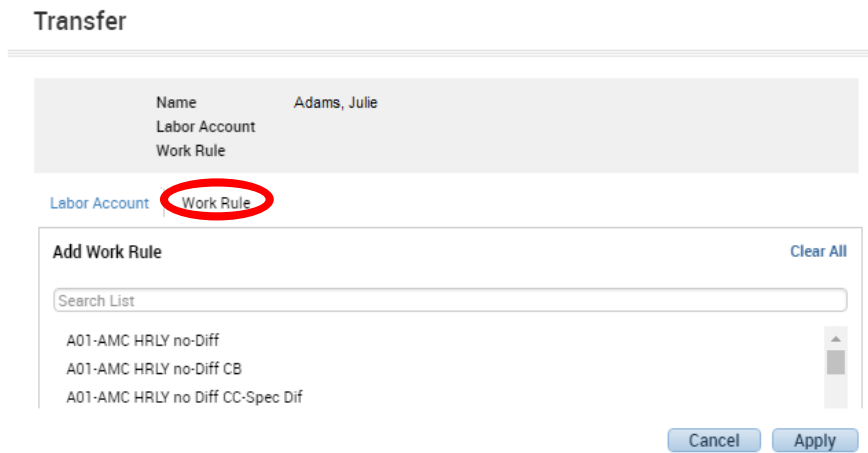 Transfer
Name Adams, Julie
Labor Account
Work Rule
Labor Account Work Rule
Add Work Rule Clear All
Search List
A01-AMC HRLY no-Diff
A01-AMC HRLY no-Diff CB
A01-AMC HRLY no Diff CC-Spec Dif
Cancel Apply